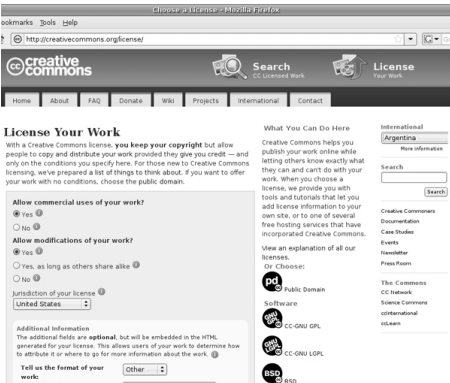 Choose a License - Mozilla Firefox
ookmarks Tools Help
http://creativecommons.org/license/
G
cc creative commons
Search
CC Licensed Work
License
Your Work
Home About FAQ Donate Wiki Projects International Contact
License Your Work
With a Creative Commons license, you keep your copyright but allow
people to copy and distribute your work provided they give you credit — and
only on the conditions you specify here. For those new to Creative Commons
licensing, we've prepared a list of things to think about. If you want to offer
your work with no conditions, choose the public domain.
Allow commercial uses of your work?
Yes
No
Allow modifications of your work?
Yes
Yes, as long as others share alike
No
Jurisdiction of your license
United States
Additional Information
The additional fields are optional, but will be embedded in the HTML
generated for your license. This allows users of your work to determine how
to attribute it or where to go for more information about the work.
Tell us the format of your
work:
Other
What You Can Do Here
Creative Commons helps you
publish your work online while
letting others know exactly what
they can and can't do with your
work. When you choose a
license, we provide you with
tools and tutorials that let you
add license information to your
own site, or to one of several
free hosting services that have
incorporated Creative Commons.
View an explanation of all our
licenses.
Or Choose:
pd Public Domain
Software
GNU GPL CC-GNU GPL
GNU LGPL CC-GNU LGPL
BSD BSD
International
Argentina
More information
Search
Search
Creative Commoners
Documentation
Case Studies
Events
Newsletter
Press Room
The Commons
CC Network
Science Commons
ccInternational
ccLearn